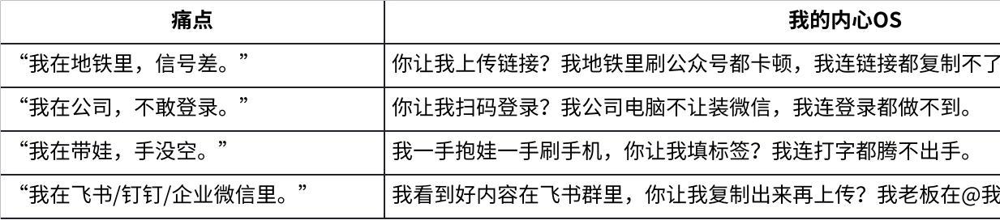 痛点 我的内心OS
“我在地铁里，信号差。” 你让我上传链接？我地铁里刷公众号都卡顿，我连链接都复制不了
“我在公司，不敢登录。” 你让我扫码登录？我公司电脑不让装微信，我连登录都做不到。
“我在带娃，手没空。” 我一手抱娃一手刷手机，你让我填标签？我连打字都腾不出手。
“我在飞书/钉钉/企业微信里。” 我看到好内容在飞书群里，你让我复制出来再上传？我老板在@我